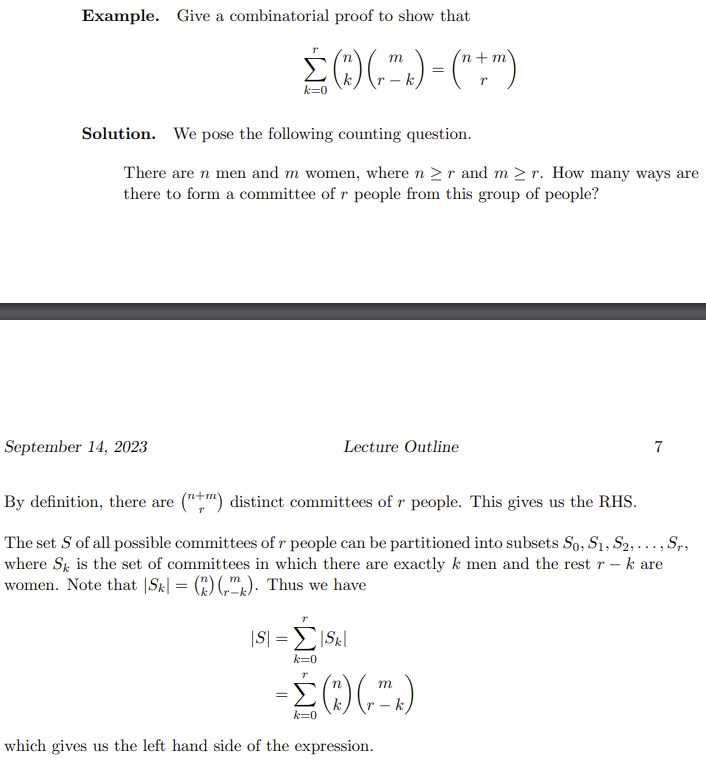 Example. Give a combinatorial proof to show that
$$\sum_{k=0}^{r} \binom{n}{k} \binom{m}{r-k} = \binom{n+m}{r}$$
Solution. We pose the following counting question.
There are $n$ men and $m$ women, where $n \geq r$ and $m \geq r$. How many ways are
there to form a committee of $r$ people from this group of people?
September 14, 2023 Lecture Outline 7
By definition, there are $\binom{n+m}{r}$ distinct committees of $r$ people. This gives us the RHS.
The set $S$ of all possible committees of $r$ people can be partitioned into subsets $S_0, S_1, S_2, \ldots, S_r$,
where $S_k$ is the set of committees in which there are exactly $k$ men and the rest $r-k$ are
women. Note that $|S_k| = \binom{n}{k}\binom{m}{r-k}$. Thus we have
$$|S| = \sum_{k=0}^{r} |S_k|$$
$$= \sum_{k=0}^{r} \binom{n}{k} \binom{m}{r-k}$$
which gives us the left hand side of the expression.